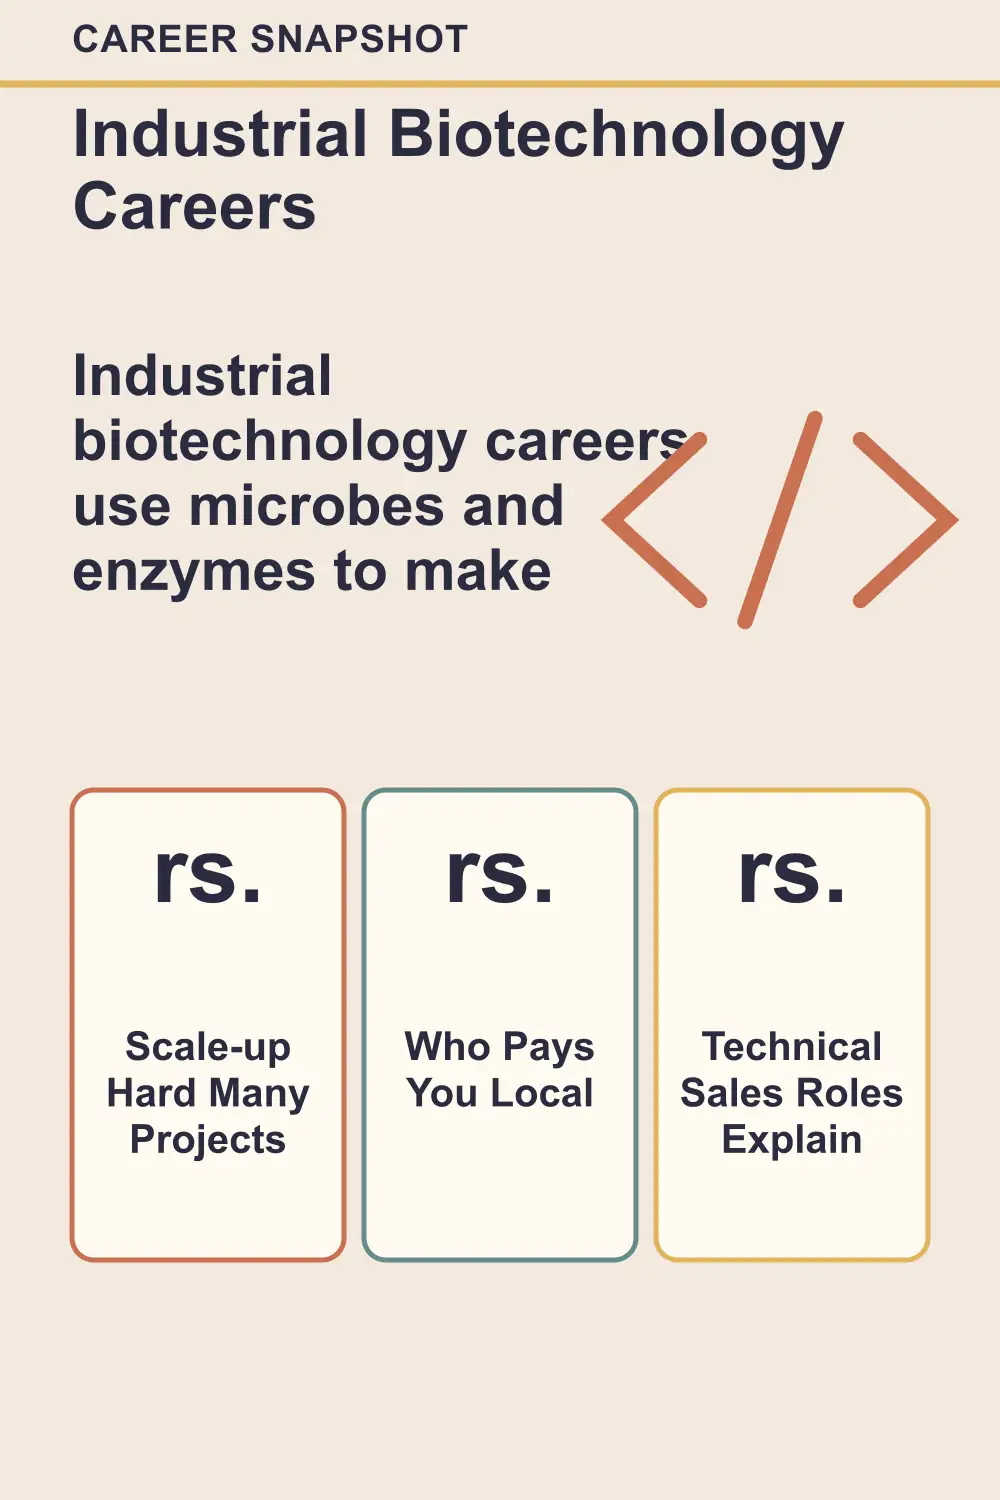 CAREER SNAPSHOT
Industrial Biotechnology
Careers
Industrial
biotechnology careers
use microbes and
enzymes to make
rs.
rs.
rs.
Scale-up
Hard Many
Projects
Who Pays
You Local
Technical
Sales Roles
Explain